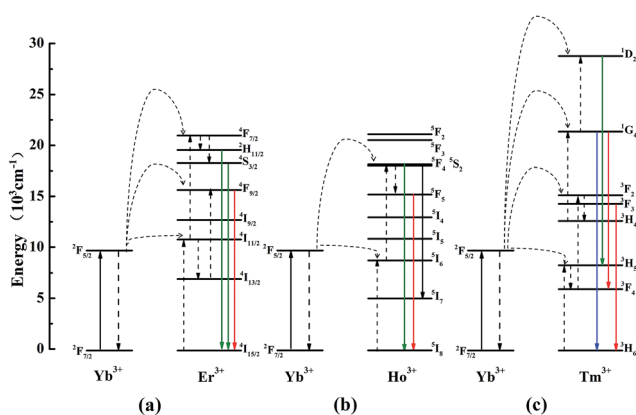 Energy (10³cm⁻¹)
30
25
20
15
10
5
0
²F₅/₂
²F₇/₂
Yb³⁺
⁴F₇/₂
²H₁₁/₂
⁴S₃/₂
⁴F₉/₂
⁴I₉/₂
⁴I₁₁/₂
⁴I₁₃/₂
⁴I₁₅/₂
Er³⁺
(a)
²F₅/₂
²F₇/₂
Yb³⁺
⁵F₂
⁵F₃
⁵F₄ ⁵S₂
⁵F₅
⁵I₄
⁵I₅
⁵I₆
⁵I₇
⁵I₈
Ho³⁺
(b)
²F₅/₂
²F₇/₂
Yb³⁺
¹D₂
¹G₄
³F₂
³F₃
³H₄
³H₅
³F₄
³H₆
Tm³⁺
(c)